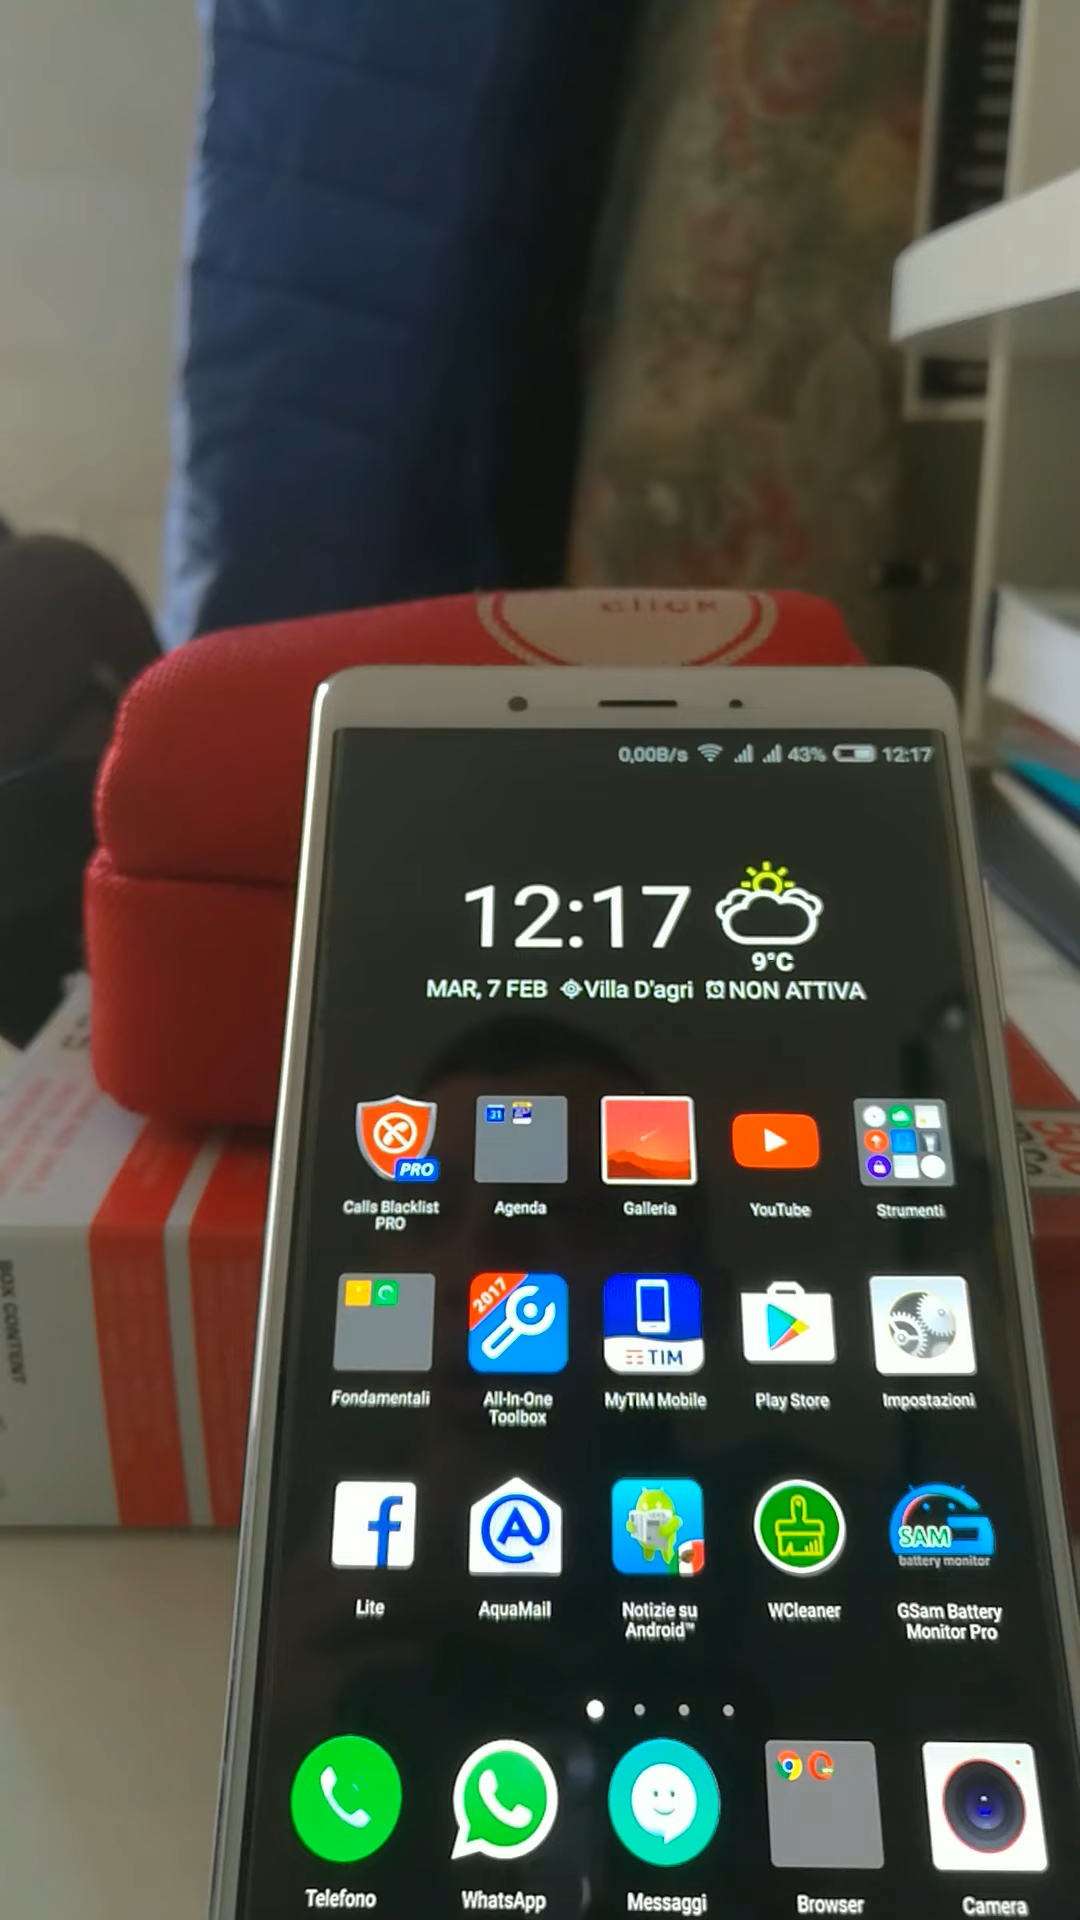 click
0,00B/s 43% 12:17
12:17
9°C
MAR, 7 FEB Villa D'agri NON ATTIVA
31
PRO
Calls Blacklist
PRO
Agenda
Galleria
YouTube
Strumenti
2017
TIM
Fondamentali
All-In-One
Toolbox
MyTIM Mobile
Play Store
Impostazioni
SAM
battery monitor
Lite
AquaMail
Notizie su
Android™
WCleaner
GSam Battery
Monitor Pro
Telefono
WhatsApp
Messaggi
Browser
Camera
BOX CONTENT